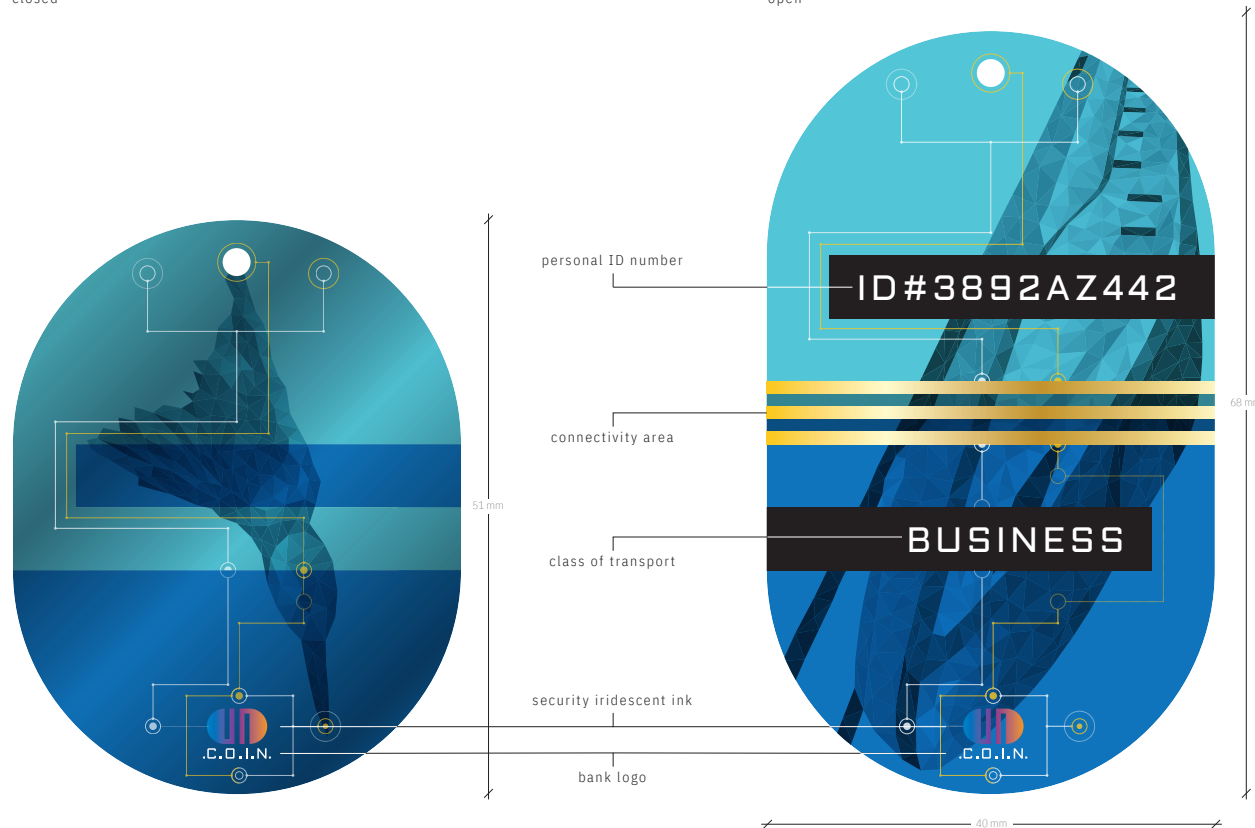 closed
open
personal ID number
ID#3892AZ442
connectivity area
68 mm
51 mm
BUSINESS
class of transport
security iridescent ink
.C.O.I.N.
.C.O.I.N.
bank logo
40 mm